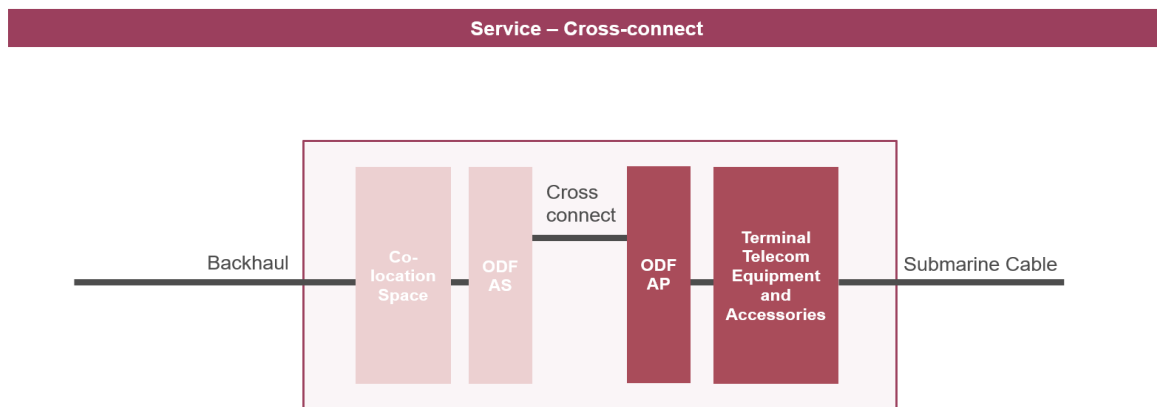 Service – Cross-connect
Cross
connect
Backhaul
Co-
location
Space
ODF
AS
ODF
AP
Terminal
Telecom
Equipment
and
Accessories
Submarine Cable